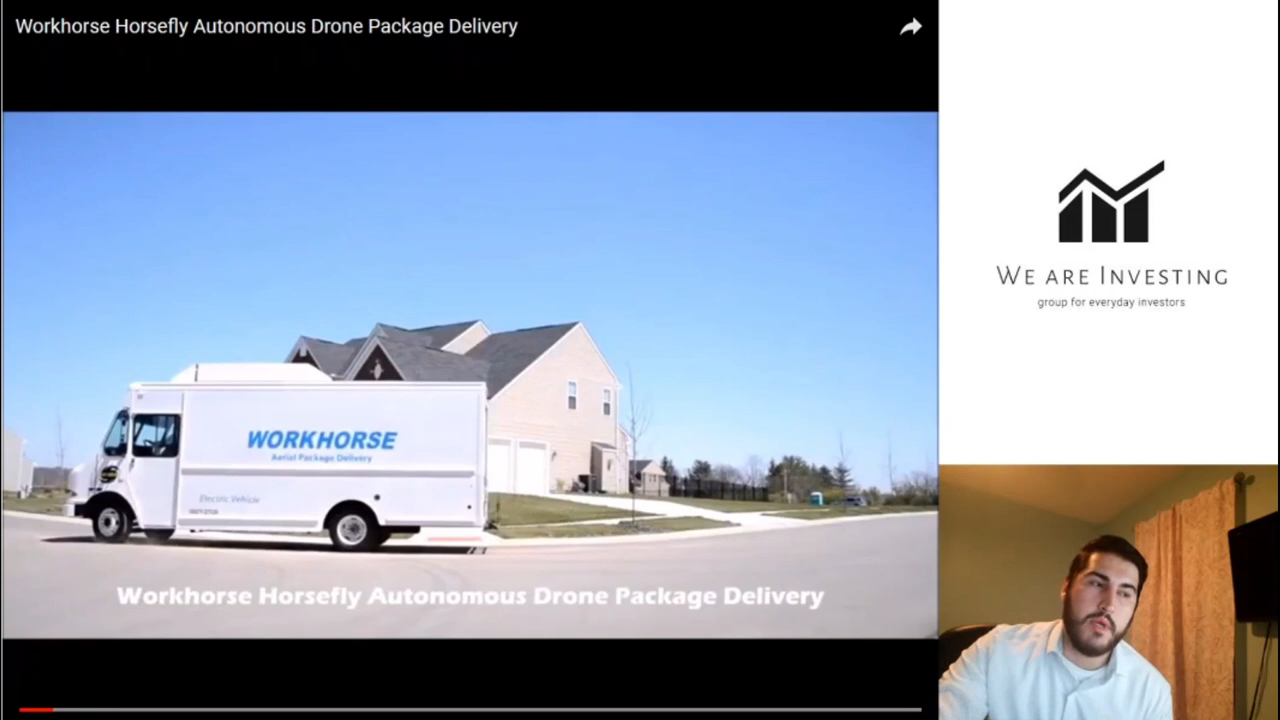 Workhorse Horsefly Autonomous Drone Package Delivery
WORKHORSE
Aerial Package Delivery
Electric Vehicle
Workhorse Horsefly Autonomous Drone Package Delivery
WE ARE INVESTING
group for everyday investors